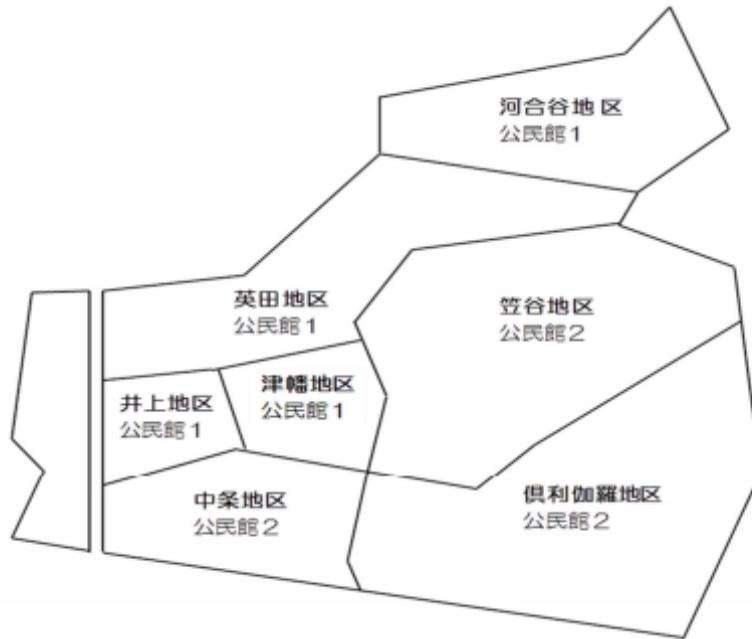 河合谷地区
公民館1
英田地区
公民館1
笠谷地区
公民館2
津幡地区
公民館1
井上地区
公民館1
中条地区
公民館2
倶利伽羅地区
公民館2